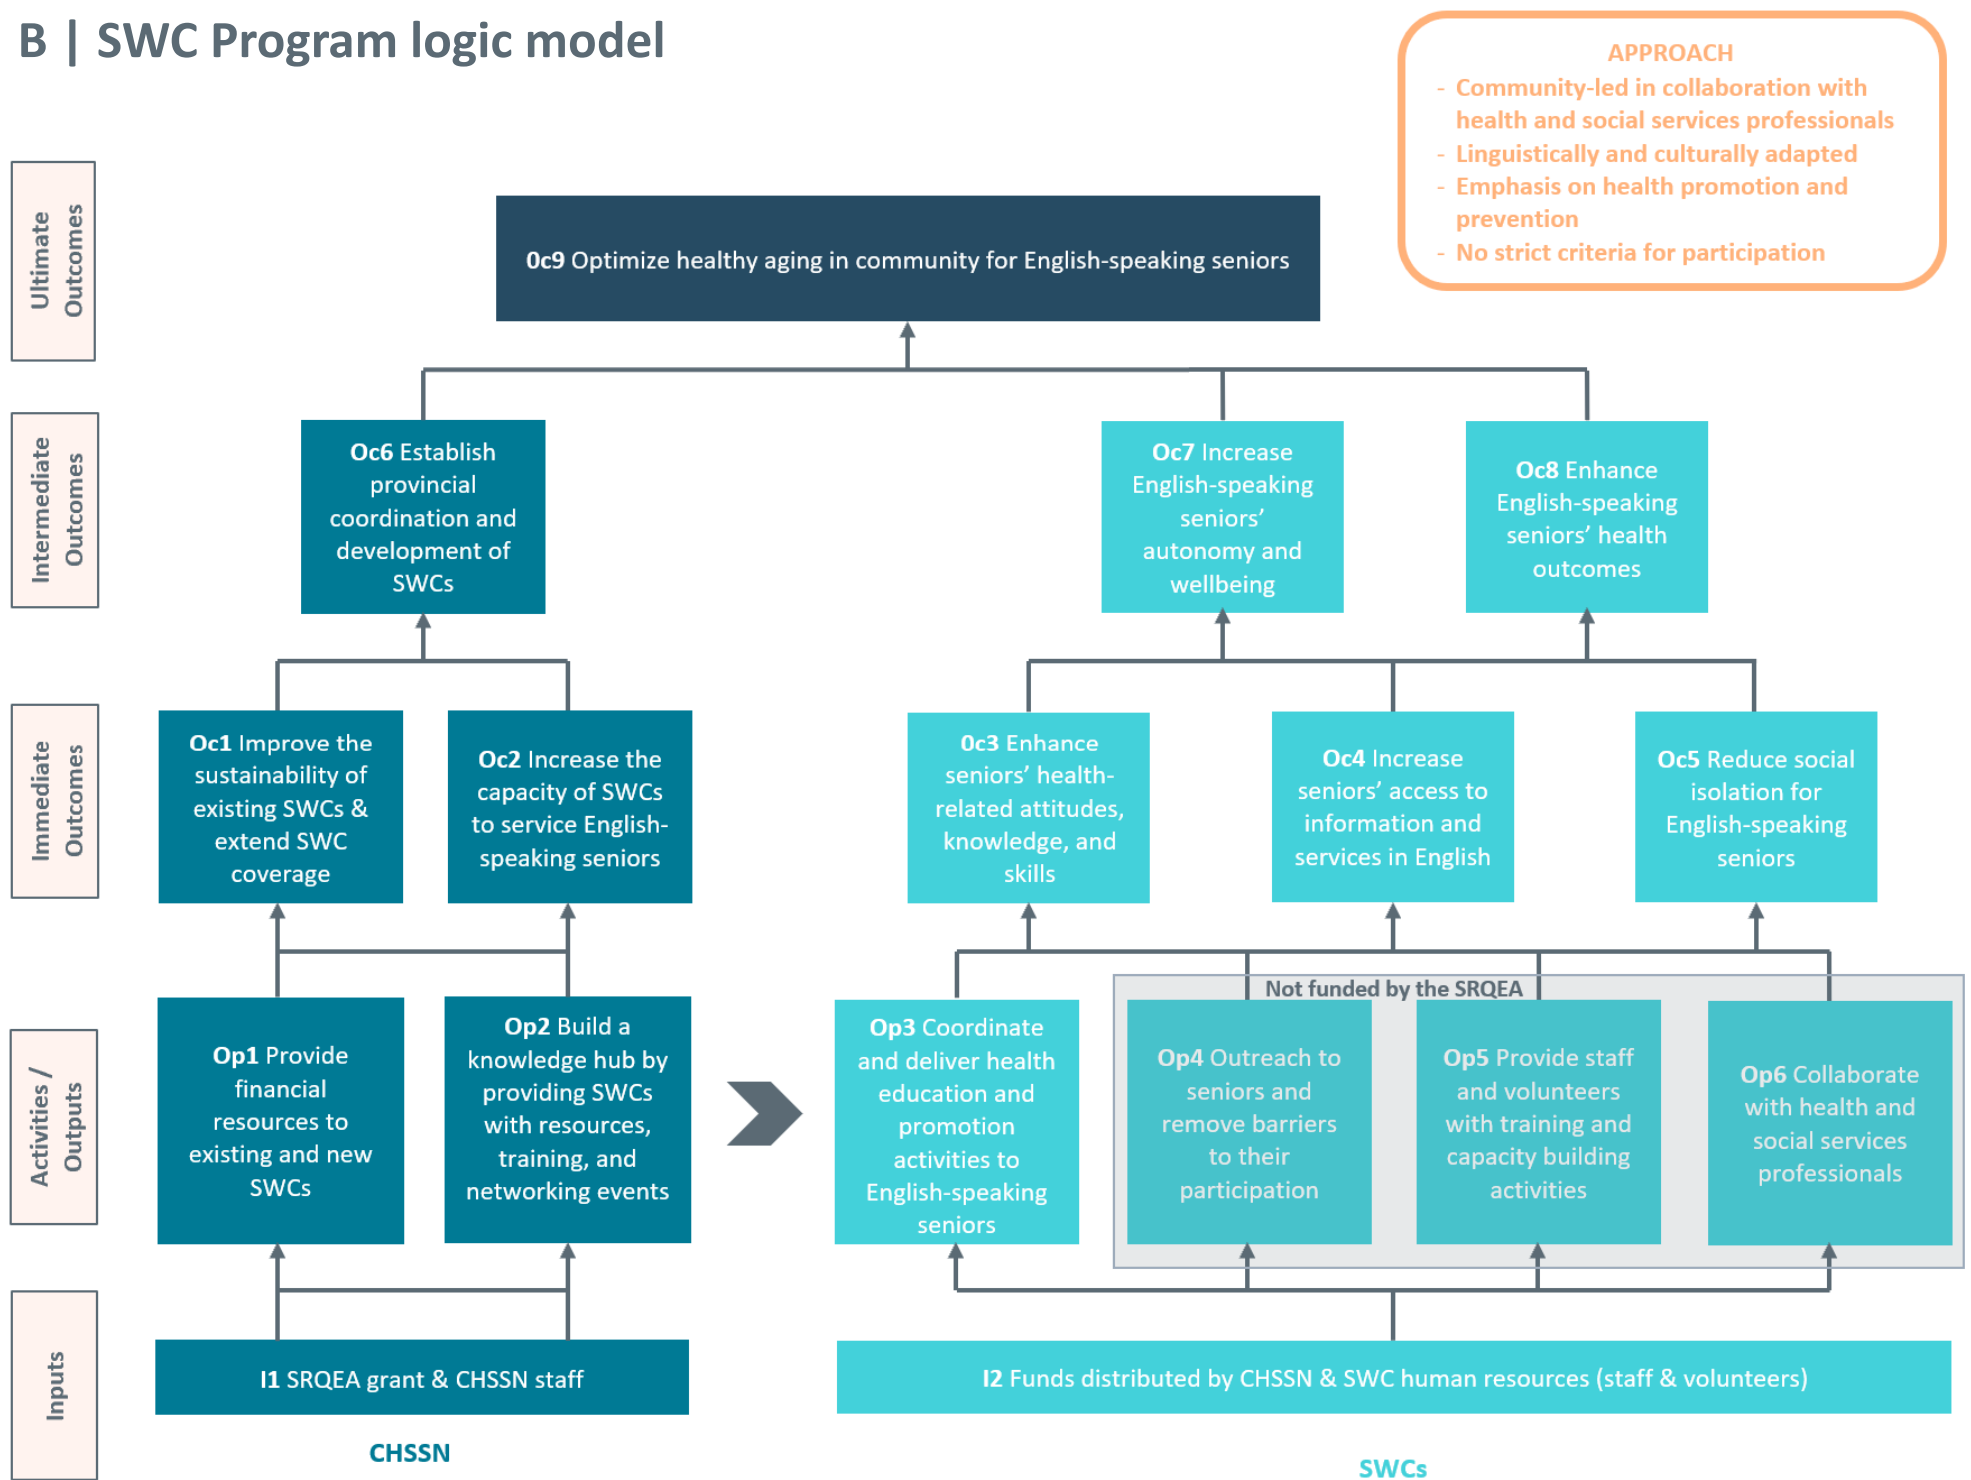 B | SWC Program logic model
APPROACH
- Community-led in collaboration with
health and social services professionals
- Linguistically and culturally adapted
- Emphasis on health promotion and
prevention
- No strict criteria for participation
Ultimate
Outcomes
0c9 Optimize healthy aging in community for English-speaking seniors
Intermediate
Outcomes
Oc6 Establish
provincial
coordination and
development of
SWCs
Oc7 Increase
English-speaking
seniors’
autonomy and
wellbeing
Oc8 Enhance
English-speaking
seniors’ health
outcomes
Immediate
Outcomes
Oc1 Improve the
sustainability of
existing SWCs &
extend SWC
coverage
Oc2 Increase the
capacity of SWCs
to service English-
speaking seniors
0c3 Enhance
seniors’ health-
related attitudes,
knowledge, and
skills
Oc4 Increase
seniors’ access to
information and
services in English
Oc5 Reduce social
isolation for
English-speaking
seniors
Activities /
Outputs
Op1 Provide
financial
resources to
existing and new
SWCs
Op2 Build a
knowledge hub by
providing SWCs
with resources,
training, and
networking events
Op3 Coordinate
and deliver health
education and
promotion
activities to
English-speaking
seniors
Not funded by the SRQEA
Op4 Outreach to
seniors and
remove barriers
to their
participation
Op5 Provide staff
and volunteers
with training and
capacity building
activities
Op6 Collaborate
with health and
social services
professionals
Inputs
I1 SRQEA grant & CHSSN staff
I2 Funds distributed by CHSSN & SWC human resources (staff & volunteers)
CHSSN
SWCs